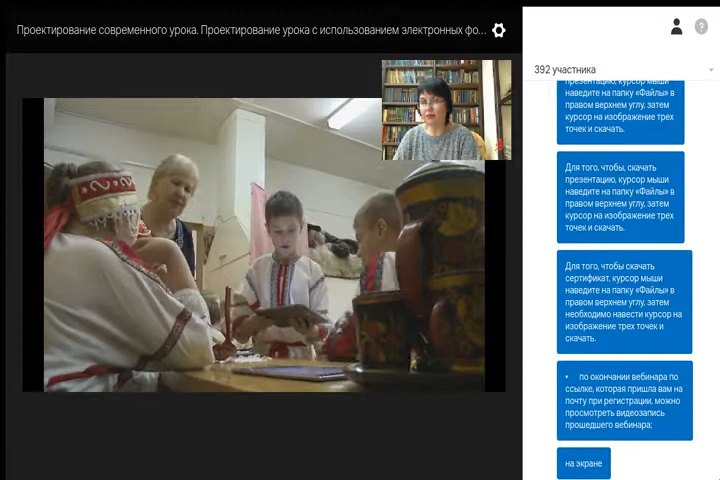 Проектирование современного урока. Проектирование урока с использованием электронных фо...
392 участника
презентацию, курсор мыши
наведите на папку «Файлы» в
правом верхнем углу, затем
курсор на изображение трех
точек и скачать.
Для того, чтобы, скачать
презентацию, курсор мыши
наведите на папку «Файлы» в
правом верхнем углу, затем
курсор на изображение трех
точек и скачать.
Для того, чтобы скачать
сертификат, курсор мыши
наведите на папку «Файлы» в
правом верхнем углу, затем
необходимо навести курсор на
изображение трех точек и
скачать.
• по окончании вебинара по
ссылке, которая пришла вам на
почту при регистрации, можно
просмотреть видеозапись
прошедшего вебинара;
на экране